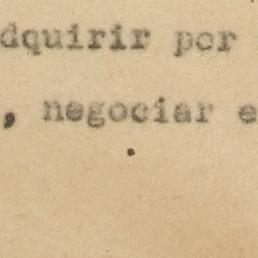 dquirir por
, negociar e
.